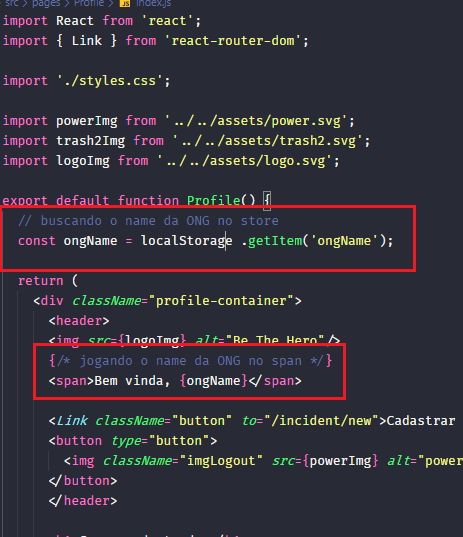 src > pages > Profile > JS index.js
import React from 'react';
import { Link } from 'react-router-dom';
import './styles.css';
import powerImg from '../../assets/power.svg';
import trash2Img from '../../assets/trash2.svg';
import logoImg from '../../assets/logo.svg';
export default function Profile() {
// buscando o name da ONG no store
const ongName = localStorage .getItem('ongName');
return (
<div className="profile-container">
<header>
<img src={logoImg} alt="Be The Hero"/>
{/* jogando o name da ONG no span */}
<span>Bem vinda, {ongName}</span>
<Link className="button" to="/incident/new">Cadastrar
<button type="button">
<img className="imgLogout" src={powerImg} alt="power
</button>
</header>